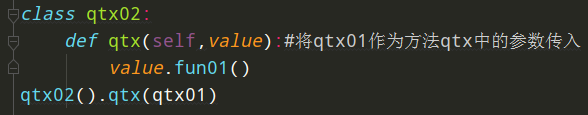 class qtx02:
    def qtx(self,value):#将qtx01作为方法qtx中的参数传入
        value.fun01()
qtx02().qtx(qtx01)